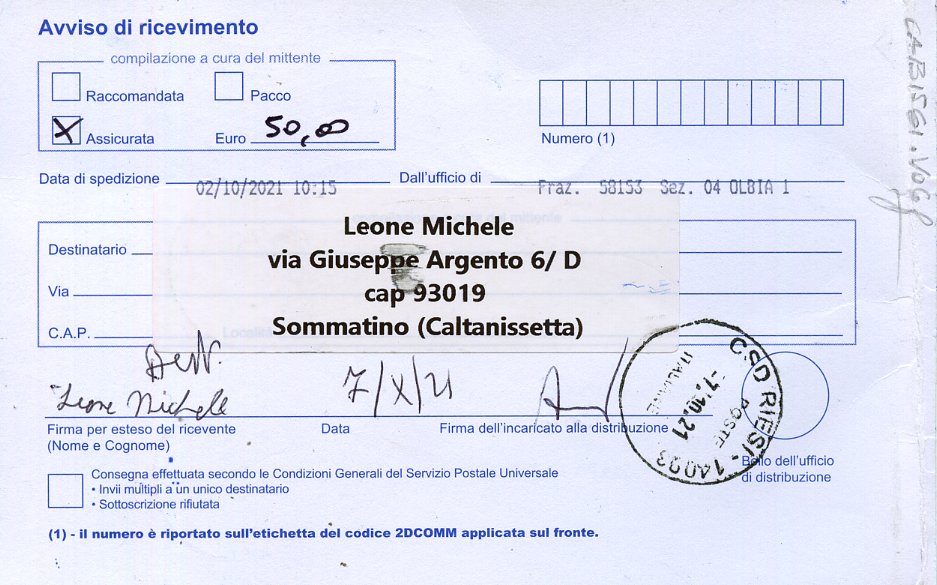 Avviso di ricevimento
compilazione a cura del mittente
Raccomandata Pacco
X Assicurata Euro 50,00
Numero (1)
Data di spedizione 02/10/2021 10:15 Dall'ufficio di Fraz. 58153 Sez. 04 OLBIA 1
Destinatario
Via
C.A.P.
Leone Michele
via Giuseppe Argento 6/ D
cap 93019
Sommatino (Caltanissetta)
Leone Michele 7/X/21
Firma per esteso del ricevente
(Nome e Cognome)
Data
Firma dell'incaricato alla distribuzione
CSD RIESI - 14093
-7.10.21
POSTE
ITALIANE
Bollo dell'ufficio
di distribuzione
Consegna effettuata secondo le Condizioni Generali del Servizio Postale Universale
• Invii multipli a un unico destinatario
• Sottoscrizione rifiutata
(1) - il numero è riportato sull'etichetta del codice 2DCOMM applicata sul fronte.